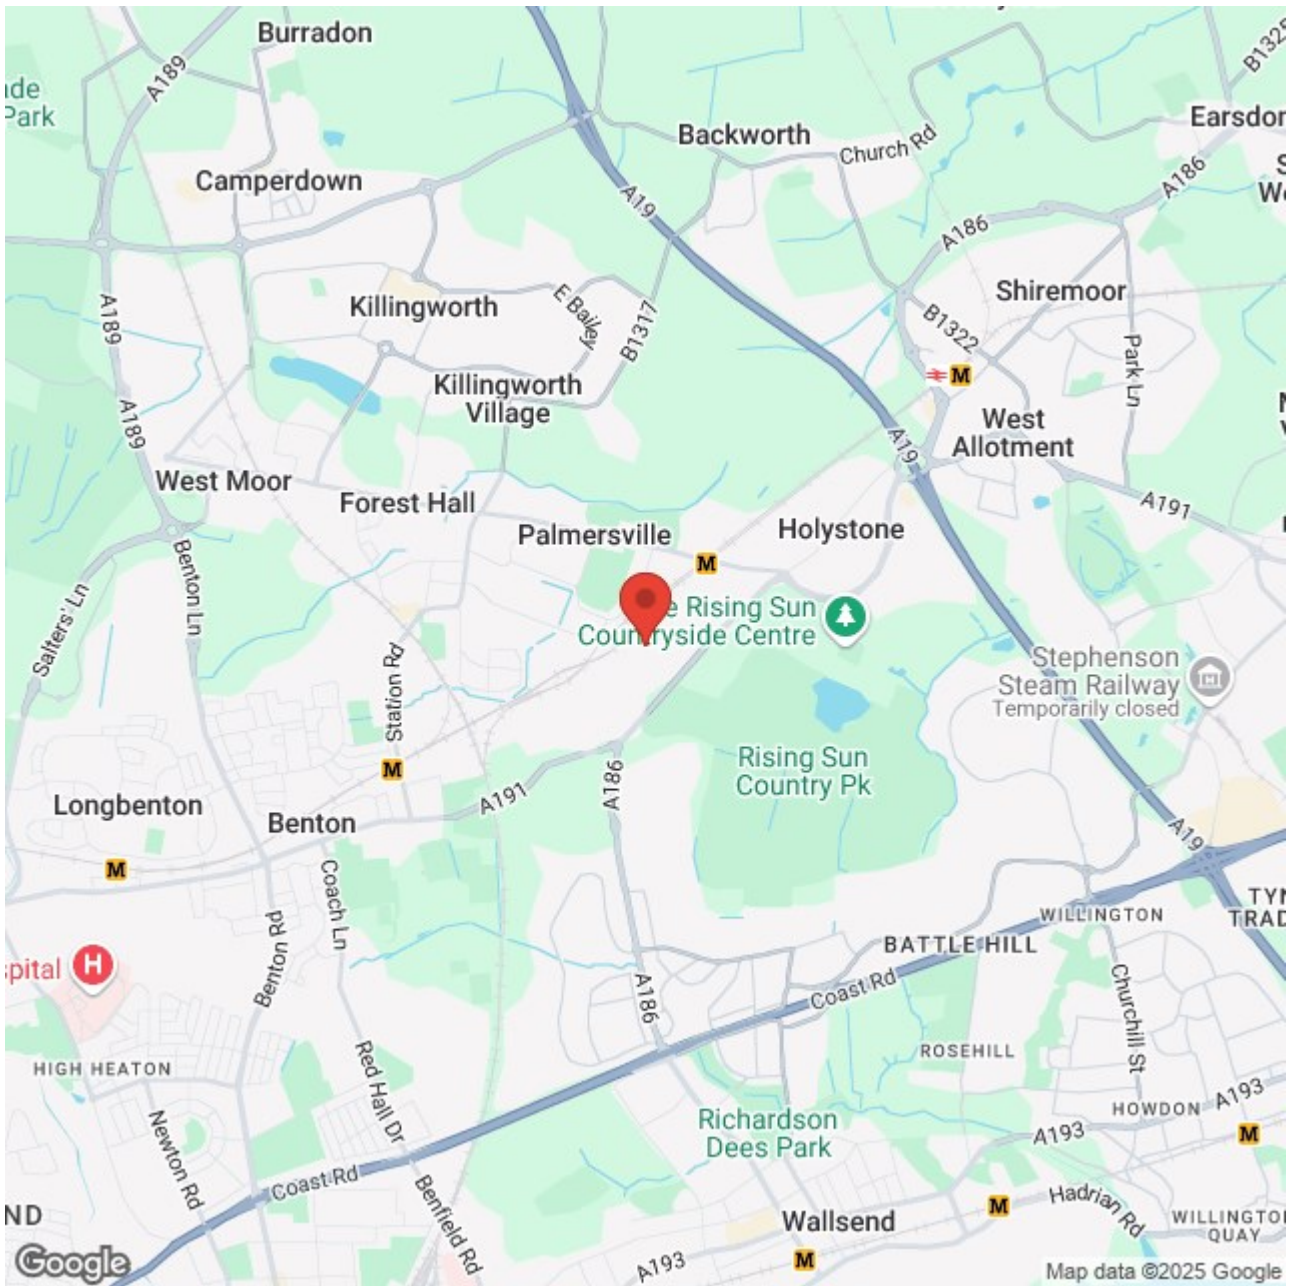 Burradon
A189
B1325
ade
Park
Backworth
Church Rd
Earsdon
Camperdown
A19
A186
A186
Shiremoor
A189
Killingworth
E Bailey
B1317
B1322
Park Ln
M
Killingworth
Village
A189
West
Allotment
A19
West Moor
Forest Hall
A191
Palmersville
Holystone
M
Benton Ln
Salters' Ln
Rising Sun
Countryside Centre
Station Rd
Stephenson
Steam Railway
Temporarily closed
Rising Sun
Country Pk
M
A186
A191
Longbenton
Benton
A19
M
Coach Ln
WILLINGTON
TYN
TRAD
Benton Rd
BATTLE HILL
spital
H
A186
Coast Rd
Churchill St
HIGH HEATON
Red Hall Dr
ROSEHILL
HOWDON
A193
Newton Rd
Richardson
Dees Park
A193
M
Coast Rd
Benfield Rd
M
Hadrian Rd
ND
Wallsend
WILLINGTON
QUAY
A193
M
Google
Map data ©2025 Google